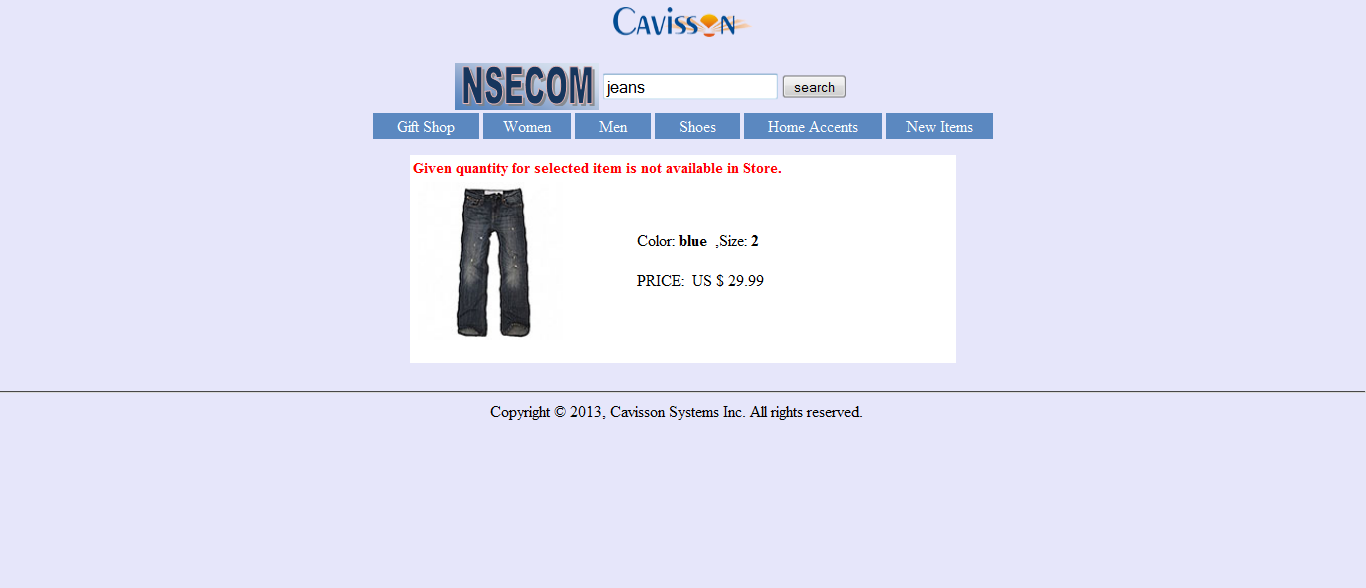 CAVISSON
NSECOM jeans search
Gift Shop Women Men Shoes Home Accents New Items
Given quantity for selected item is not available in Store.
Color: blue ,Size: 2
PRICE: US $ 29.99
Copyright © 2013, Cavisson Systems Inc. All rights reserved.